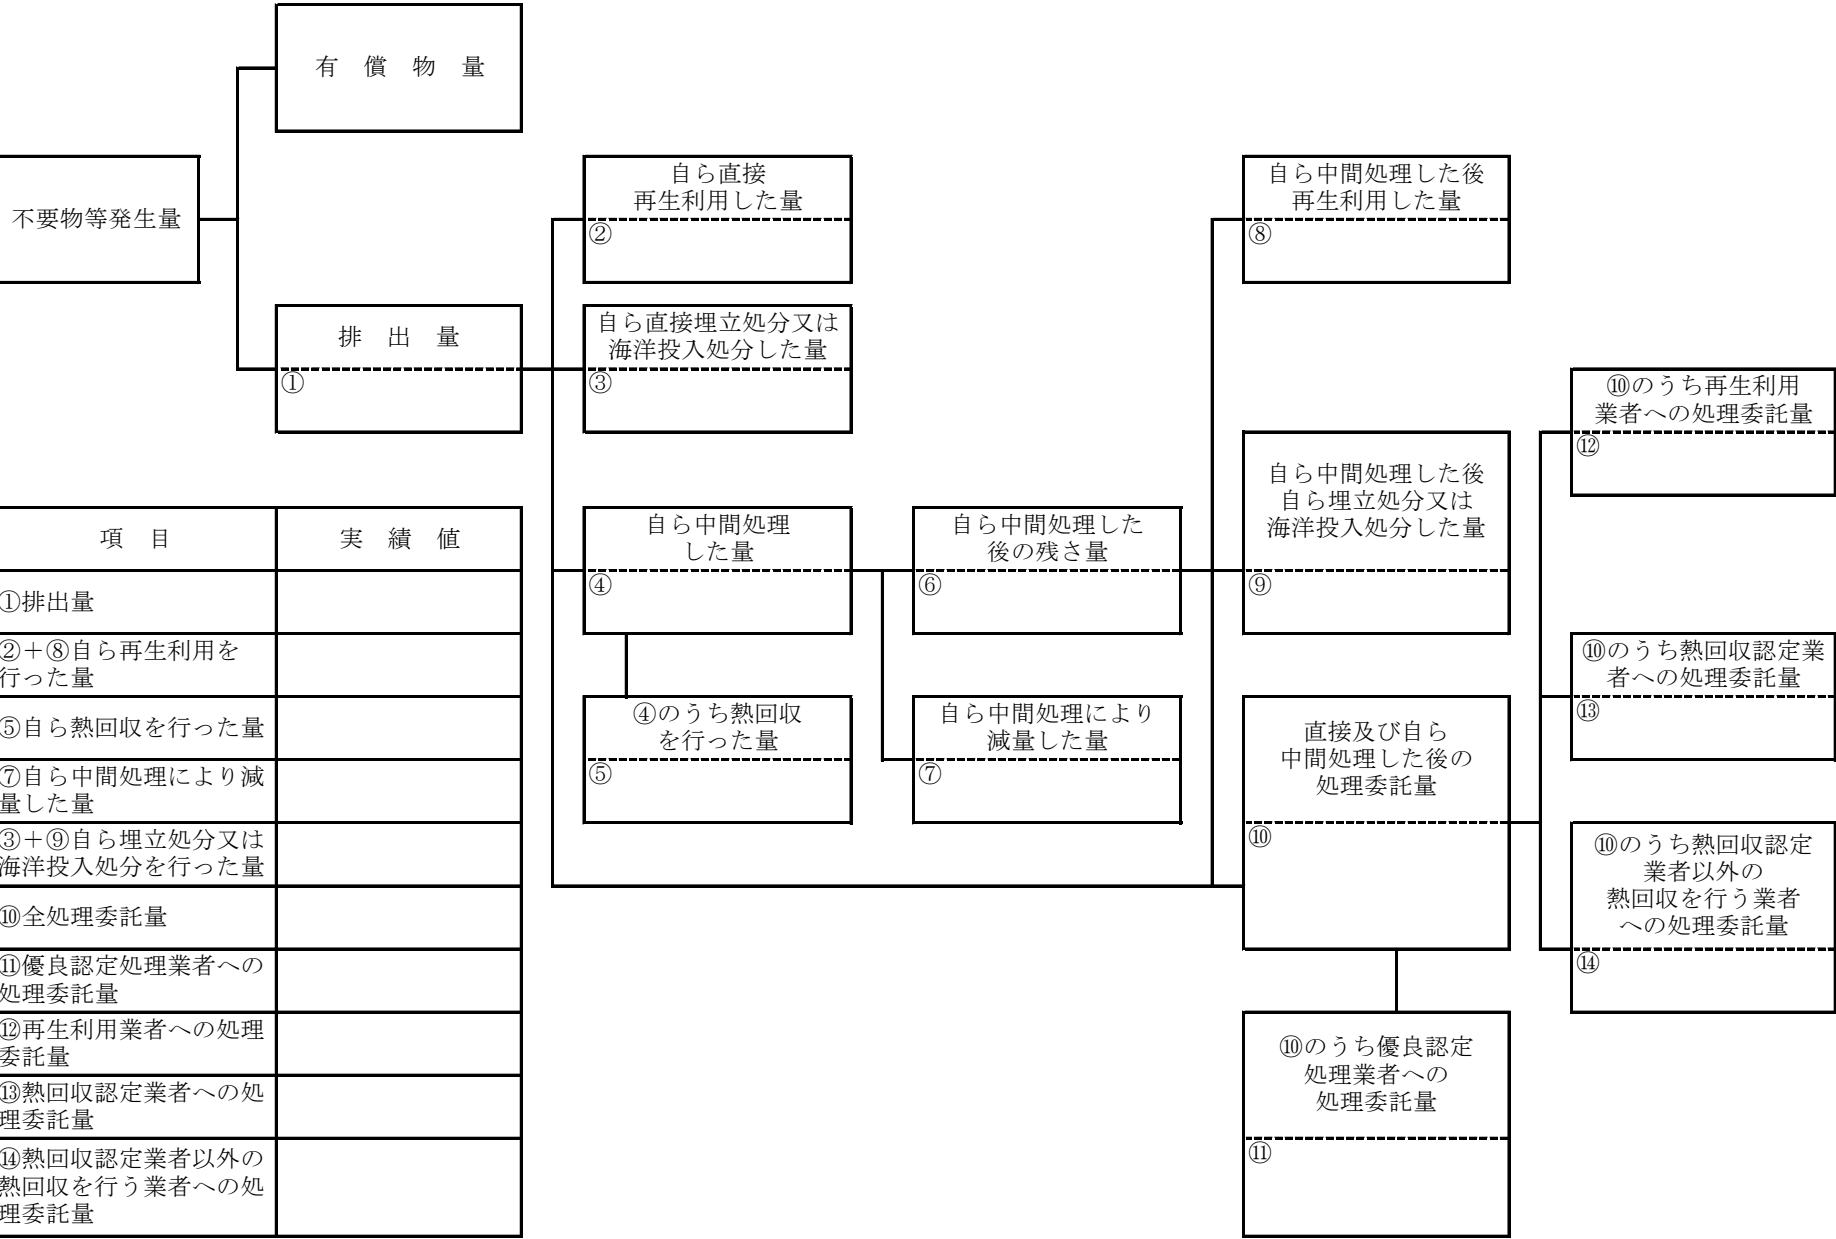 有　償　物　量
不要物等発生量
排　出　量
①
自ら直接
再生利用した量
②
自ら直接埋立処分又は
海洋投入処分した量
③
自ら中間処理
した量
④
④のうち熱回収
を行った量
⑤
自ら中間処理した
後の残さ量
⑥
自ら中間処理により
減量した量
⑦
自ら中間処理した後
再生利用した量
⑧
自ら中間処理した後
自ら埋立処分又は
海洋投入処分した量
⑨
直接及び自ら
中間処理した後の
処理委託量
⑩
⑩のうち優良認定
処理業者への
処理委託量
⑪
⑩のうち再生利用
業者への処理委託量
⑫
⑩のうち熱回収認定業
者への処理委託量
⑬
⑩のうち熱回収認定
業者以外の
熱回収を行う業者
への処理委託量
⑭
項　目　実　績　値
①排出量
②＋⑧自ら再生利用を
行った量
⑤自ら熱回収を行った量
⑦自ら中間処理により減
量した量
③＋⑨自ら埋立処分又は
海洋投入処分を行った量
⑩全処理委託量
⑪優良認定処理業者への
処理委託量
⑫再生利用業者への処理
委託量
⑬熱回収認定業者への処
理委託量
⑭熱回収認定業者以外の
熱回収を行う業者への処
理委託量